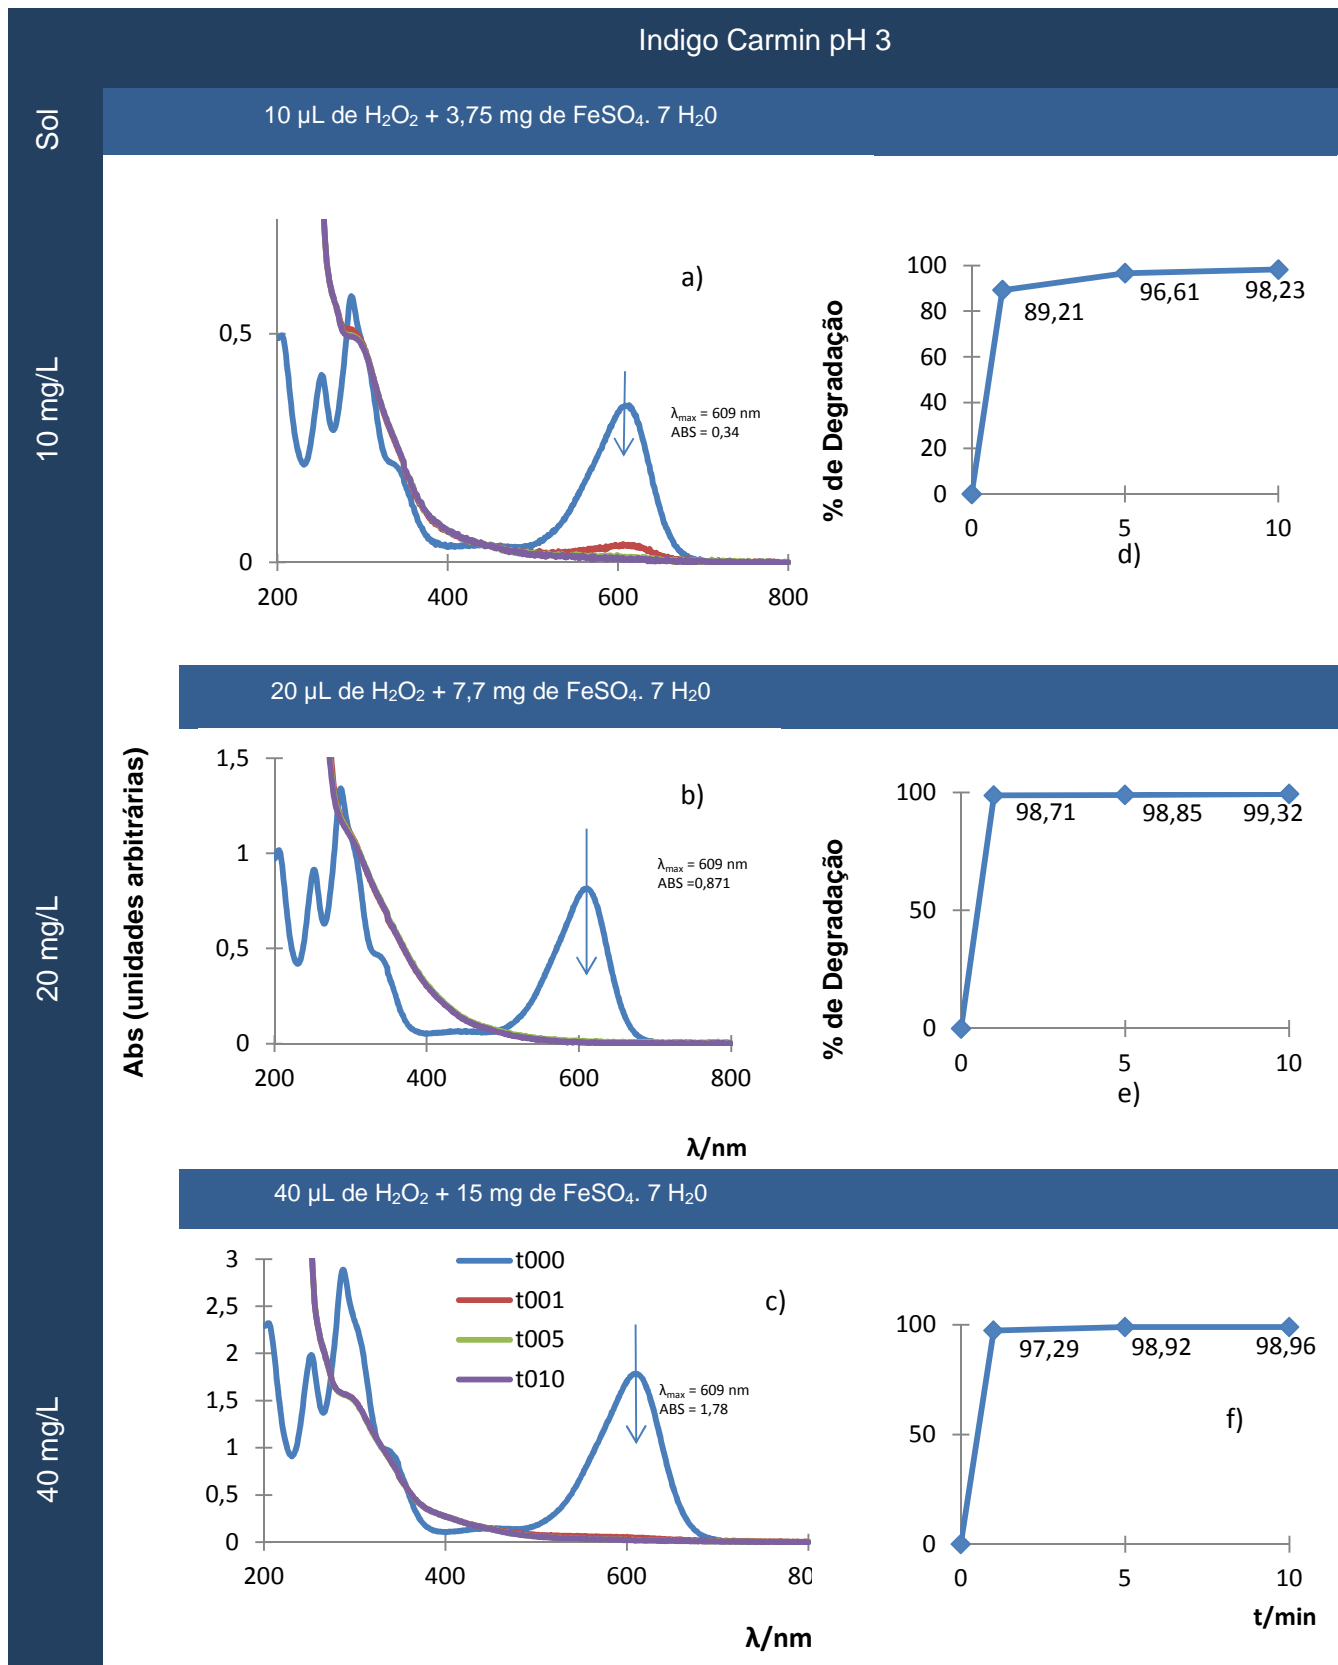 Indigo Carmin pH 3
Sol
10 µL de H₂O₂ + 3,75 mg de FeSO₄. 7 H₂0
10 mg/L
a)
0,5
0
200 400 600 800
λmax = 609 nm
ABS = 0,34
% de Degradação
100
80
60
40
20
0
89,21 96,61 98,23
0 5 10
d)
20 µL de H₂O₂ + 7,7 mg de FeSO₄. 7 H₂0
20 mg/L
Abs (unidades arbitrárias)
1,5
1
0,5
0
b)
λmax = 609 nm
ABS =0,871
200 400 600 800
λ/nm
% de Degradação
100
50
0
98,71 98,85 99,32
0 5 10
e)
40 µL de H₂O₂ + 15 mg de FeSO₄. 7 H₂0
40 mg/L
3
2,5
2
1,5
1
0,5
0
t000
t001
t005
t010
c)
λmax = 609 nm
ABS = 1,78
200 400 600 80
λ/nm
100
50
0
97,29 98,92 98,96
f)
0 5 10
t/min